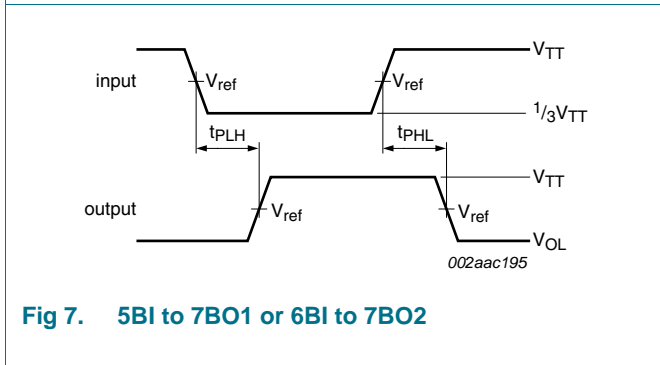 V_TT
input
V_ref
V_ref
1/3V_TT
t_PLH
t_PHL
V_TT
output
V_ref
V_ref
V_OL
002aac195
Fig 7. 5BI to 7BO1 or 6BI to 7BO2